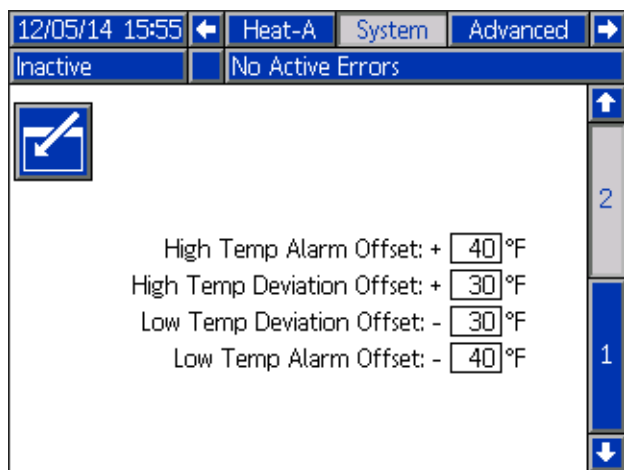 12/05/14 15:55 Heat-A System Advanced
Inactive No Active Errors
2
High Temp Alarm Offset: + 40 °F
High Temp Deviation Offset: + 30 °F
Low Temp Deviation Offset: - 30 °F
Low Temp Alarm Offset: - 40 °F
1